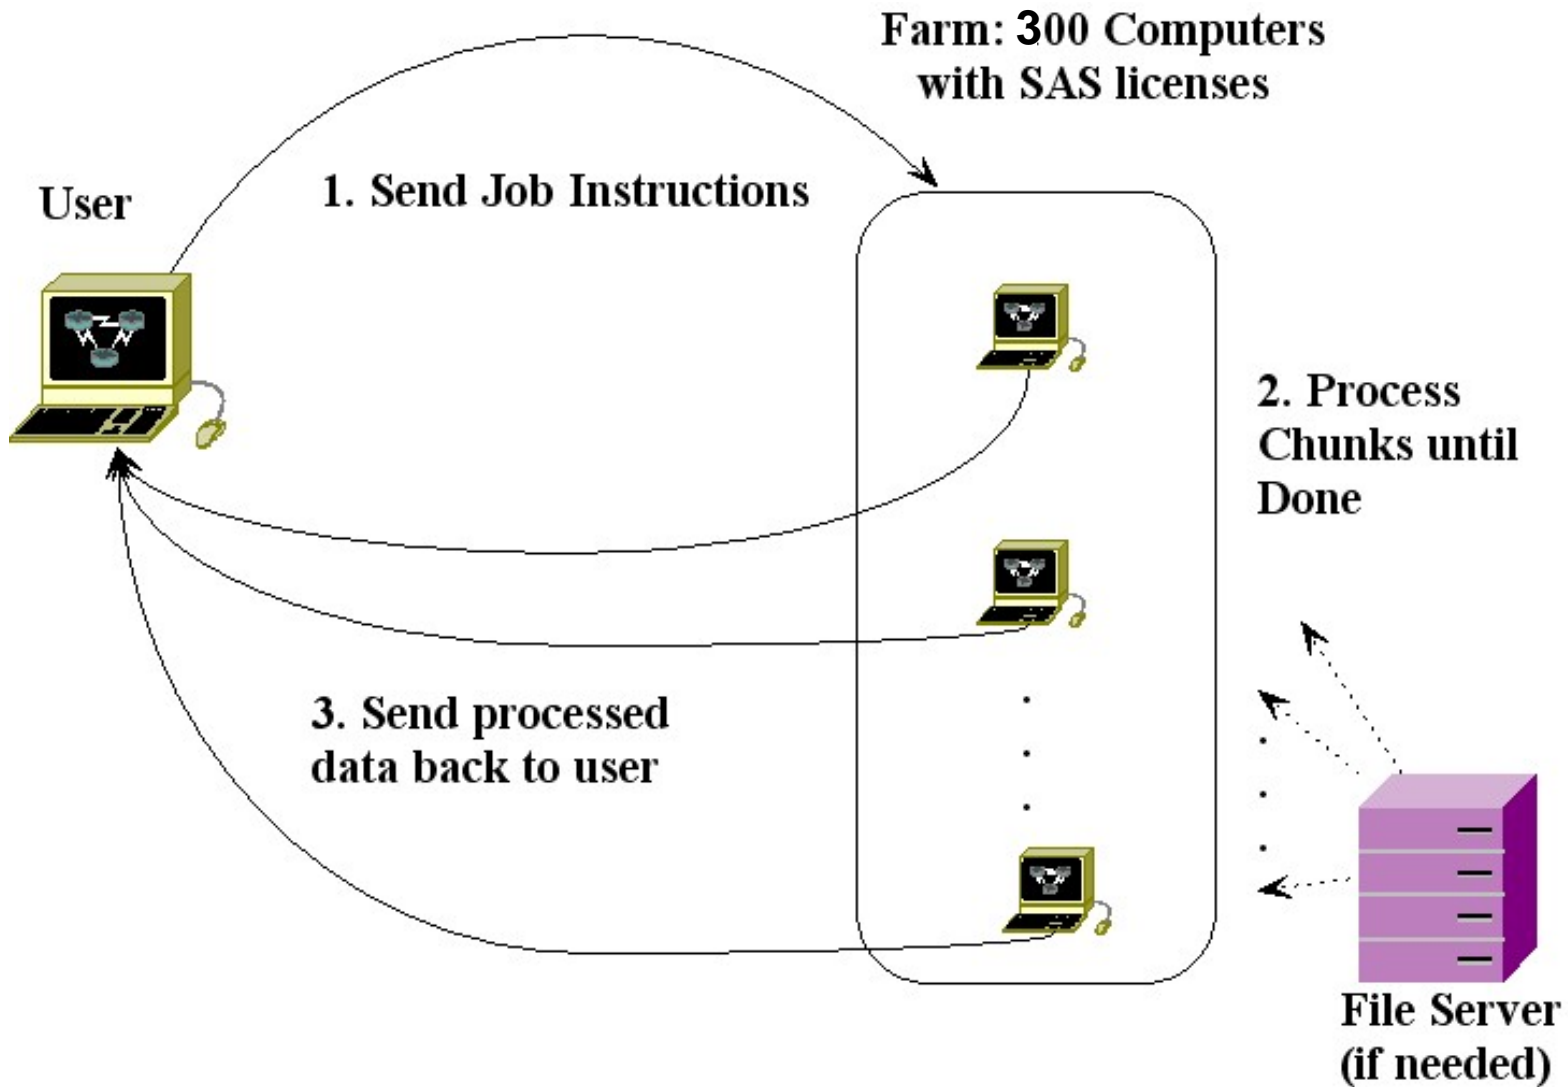 Farm: 300 Computers
with SAS licenses
User
1. Send Job Instructions
2. Process
Chunks until
Done
3. Send processed
data back to user
File Server
(if needed)